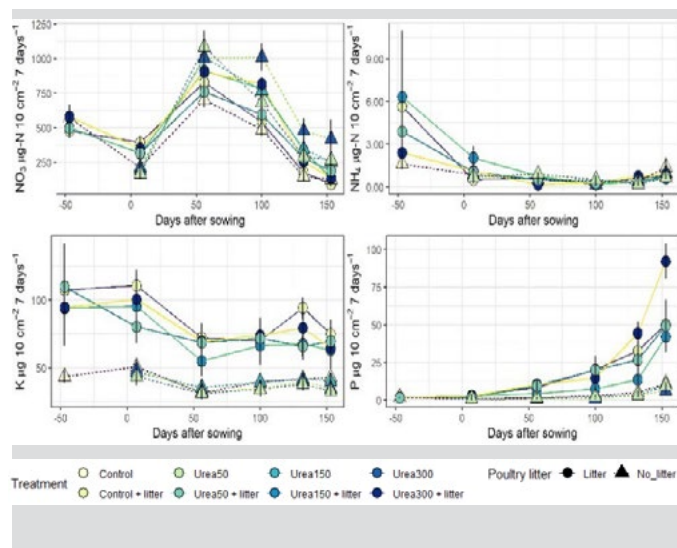 1250
1000
750
500
250
NO₃ µg-N 10 cm⁻² 7 days⁻¹
-50 0 50 100 150
Days after sowing
9.00
6.00
3.00
0.00
NH₄ µg-N 10 cm⁻² 7 days⁻¹
-50 0 50 100 150
Days after sowing
100
50
K µg 10 cm⁻² 7 days⁻¹
-50 0 50 100 150
Days after sowing
100
75
50
25
0
P µg 10 cm⁻² 7 days⁻¹
-50 0 50 100 150
Days after sowing
Treatment Control Urea50 Urea150 Urea300 Poultry litter Litter No_litter
Control + litter Urea50 + litter Urea150 + litter Urea300 + litter